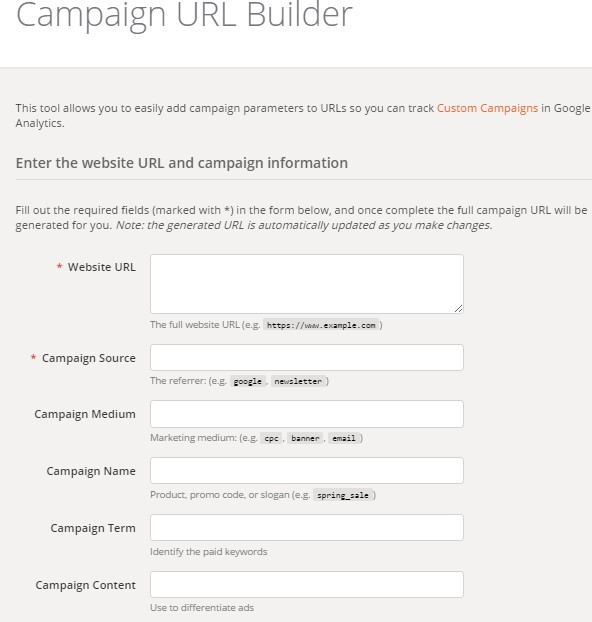 Campaign URL Builder
This tool allows you to easily add campaign parameters to URLs so you can track Custom Campaigns in Google
Analytics.
Enter the website URL and campaign information
Fill out the required fields (marked with *) in the form below, and once complete the full campaign URL will be
generated for you. Note: the generated URL is automatically updated as you make changes.
* Website URL
The full website URL (e.g. https://www.example.com )
* Campaign Source
The referrer: (e.g. google , newsletter )
Campaign Medium
Marketing medium: (e.g. cpc , banner , email )
Campaign Name
Product, promo code, or slogan (e.g. spring_sale )
Campaign Term
Identify the paid keywords
Campaign Content
Use to differentiate ads